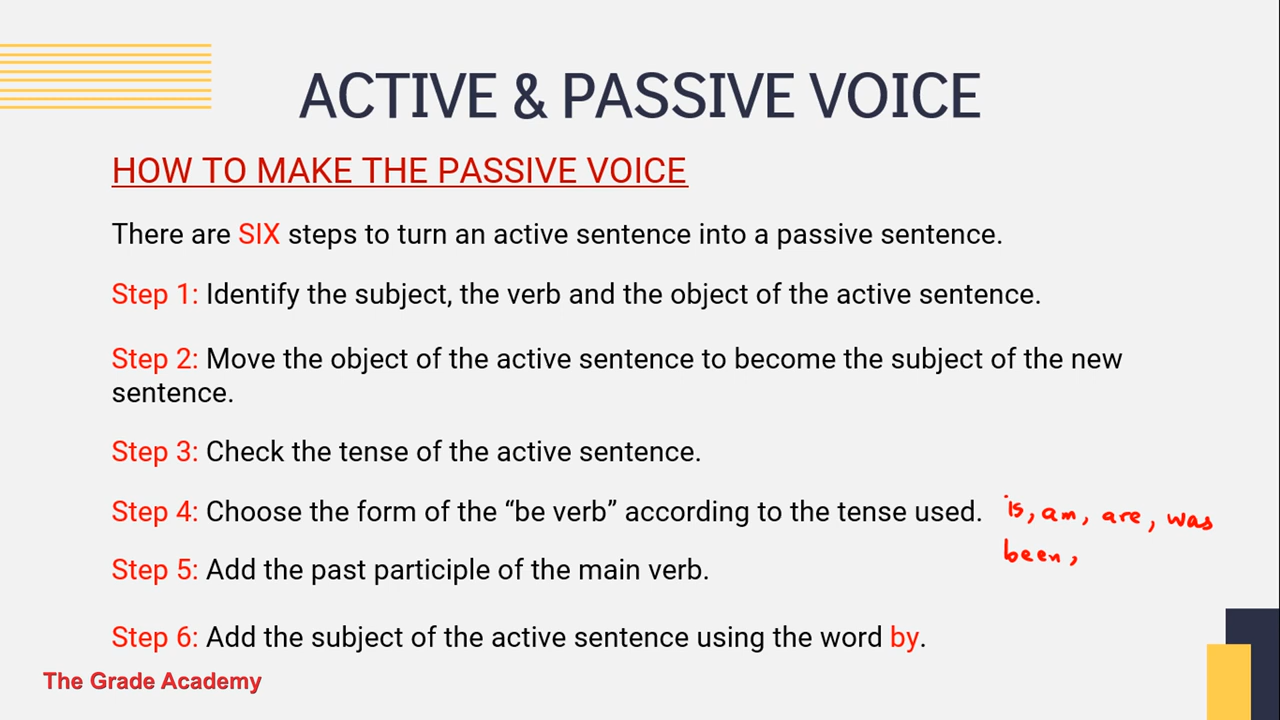 ACTIVE & PASSIVE VOICE
HOW TO MAKE THE PASSIVE VOICE
There are SIX steps to turn an active sentence into a passive sentence.
Step 1: Identify the subject, the verb and the object of the active sentence.
Step 2: Move the object of the active sentence to become the subject of the new
sentence.
Step 3: Check the tense of the active sentence.
Step 4: Choose the form of the “be verb” according to the tense used. is, am, are, was
been,
Step 5: Add the past participle of the main verb.
Step 6: Add the subject of the active sentence using the word by.
The Grade Academy